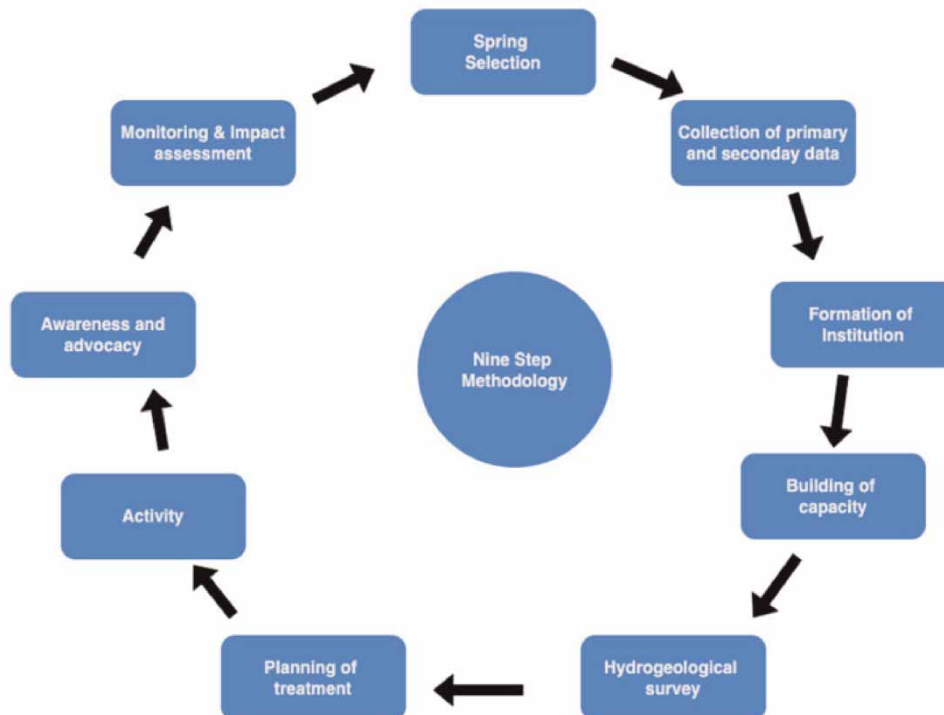 Spring
Selection
Collection of primary
and seconday data
Formation of
Institution
Building of
capacity
Hydrogeological
survey
Planning of
treatment
Activity
Awareness and
advocacy
Monitoring & Impact
assessment
Nine Step
Methodology